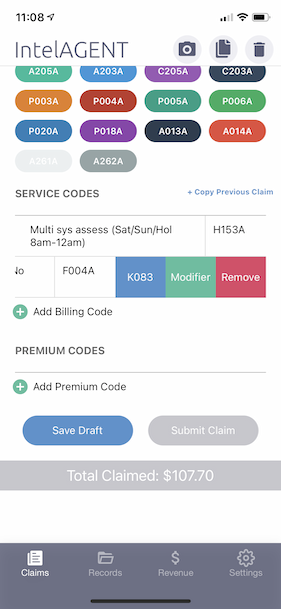 11:08
IntelAGENT
A205A A203A C205A C203A
P003A P004A P005A P006A
P020A P018A A013A A014A
A261A A262A
SERVICE CODES + Copy Previous Claim
Multi sys assess (Sat/Sun/Hol H153A
8am-12am)
No F004A K083 Modifier Remove
Add Billing Code
PREMIUM CODES
Add Premium Code
Save Draft Submit Claim
Total Claimed: $107.70
Claims Records Revenue Settings